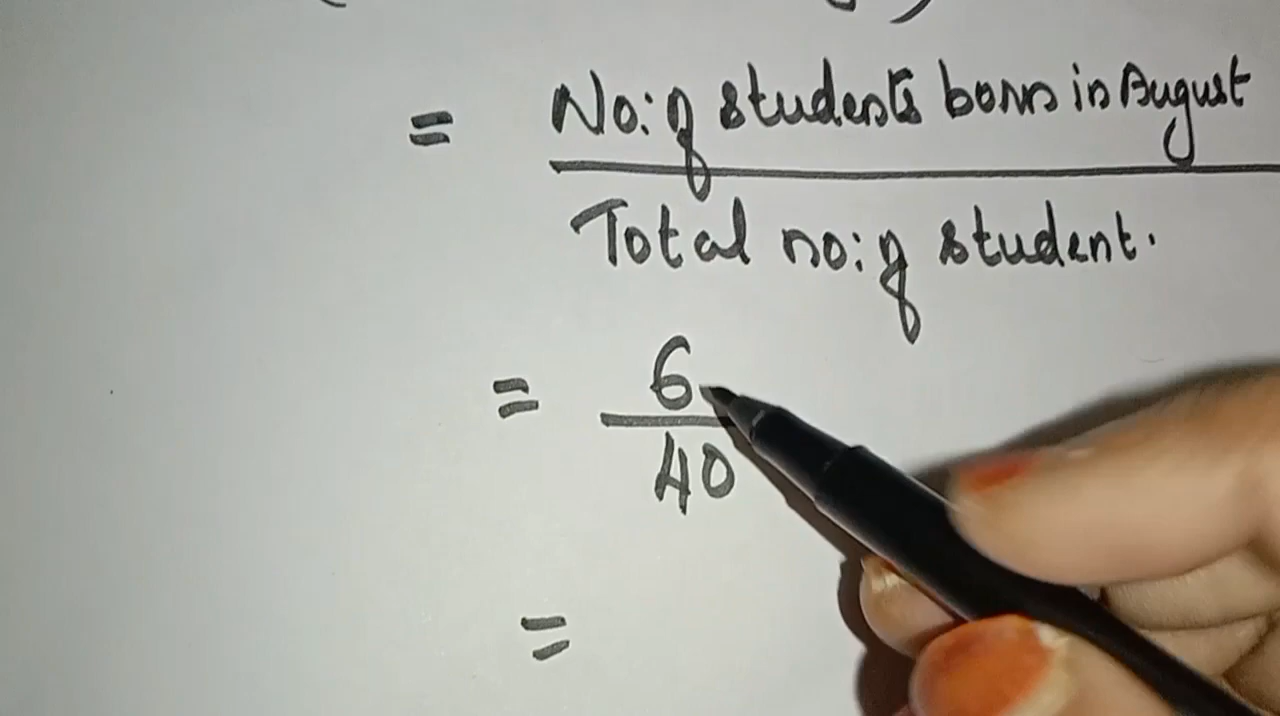 = No: of students born in August
Total no: of student.
= 6
40
=